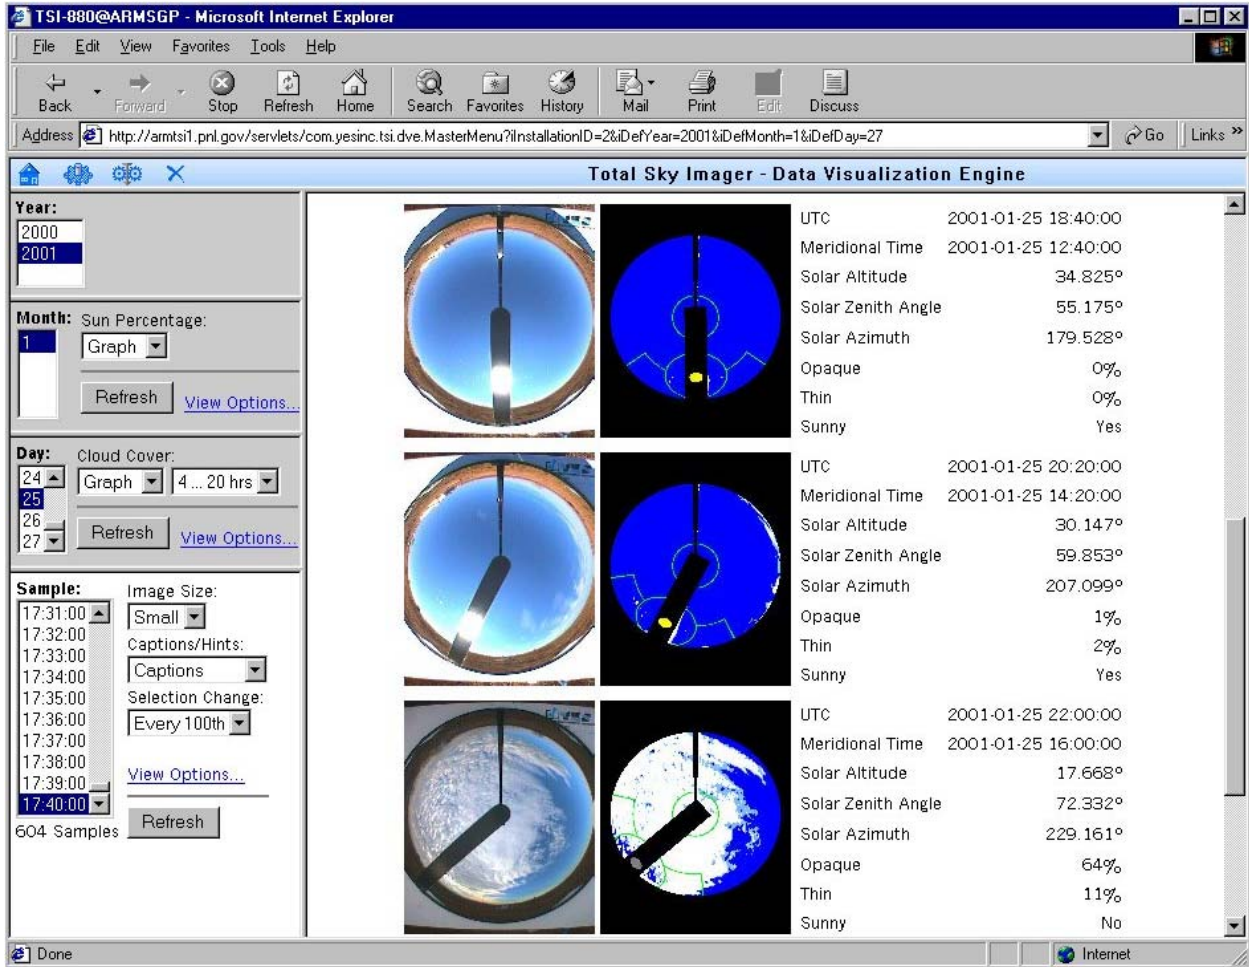 TSI-880@ARMSGP - Microsoft Internet Explorer
File Edit View Favorites Tools Help
Back Forward Stop Refresh Home Search Favorites History Mail Print Edit Discuss
Address http://armtsi1.pnl.gov/servlets/com.yesinc.tsi.dve.MasterMenu?iInstallationID=2&iDefYear=2001&iDefMonth=1&iDefDay=27 Go Links »
Total Sky Imager - Data Visualization Engine
Year:
2000
2001
Month: Sun Percentage:
1 Graph
Refresh View Options...
Day: Cloud Cover:
24 Graph 4 ... 20 hrs
25
26
27 Refresh View Options...
Sample: Image Size:
17:31:00 Small
17:32:00
17:33:00 Captions/Hints:
17:34:00 Captions
17:35:00 Selection Change:
17:36:00 Every 100th
17:37:00
17:38:00 View Options...
17:39:00
17:40:00
604 Samples Refresh
UTC 2001-01-25 18:40:00
Meridional Time 2001-01-25 12:40:00
Solar Altitude 34.825º
Solar Zenith Angle 55.175º
Solar Azimuth 179.528º
Opaque 0%
Thin 0%
Sunny Yes
UTC 2001-01-25 20:20:00
Meridional Time 2001-01-25 14:20:00
Solar Altitude 30.147º
Solar Zenith Angle 59.853º
Solar Azimuth 207.099º
Opaque 1%
Thin 2%
Sunny Yes
UTC 2001-01-25 22:00:00
Meridional Time 2001-01-25 16:00:00
Solar Altitude 17.668º
Solar Zenith Angle 72.332º
Solar Azimuth 229.161º
Opaque 64%
Thin 11%
Sunny No
Done Internet